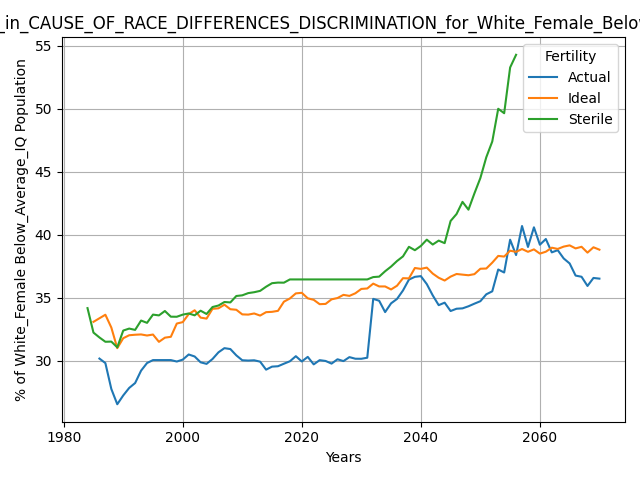 _in_CAUSE_OF_RACE_DIFFERENCES_DISCRIMINATION_for_White_Female_Below
Fertility
Actual
Ideal
Sterile
% of White_Female Below_Average_IQ Population
55
50
45
40
35
30
1980
2000
2020
2040
2060
Years